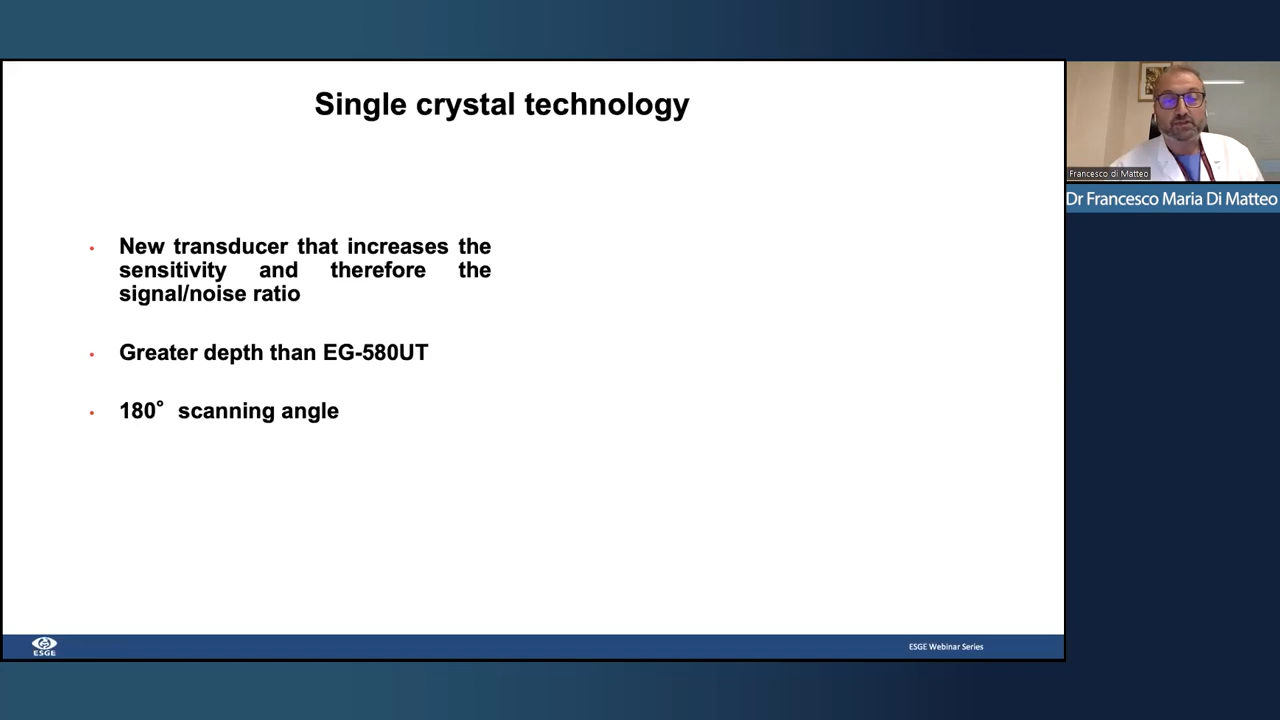 Single crystal technology
New transducer that increases the
sensitivity and therefore the
signal/noise ratio
Greater depth than EG-580UT
180° scanning angle
ESGE
ESGE Webinar Series
Francesco di Matteo
Dr Francesco Maria Di Matteo